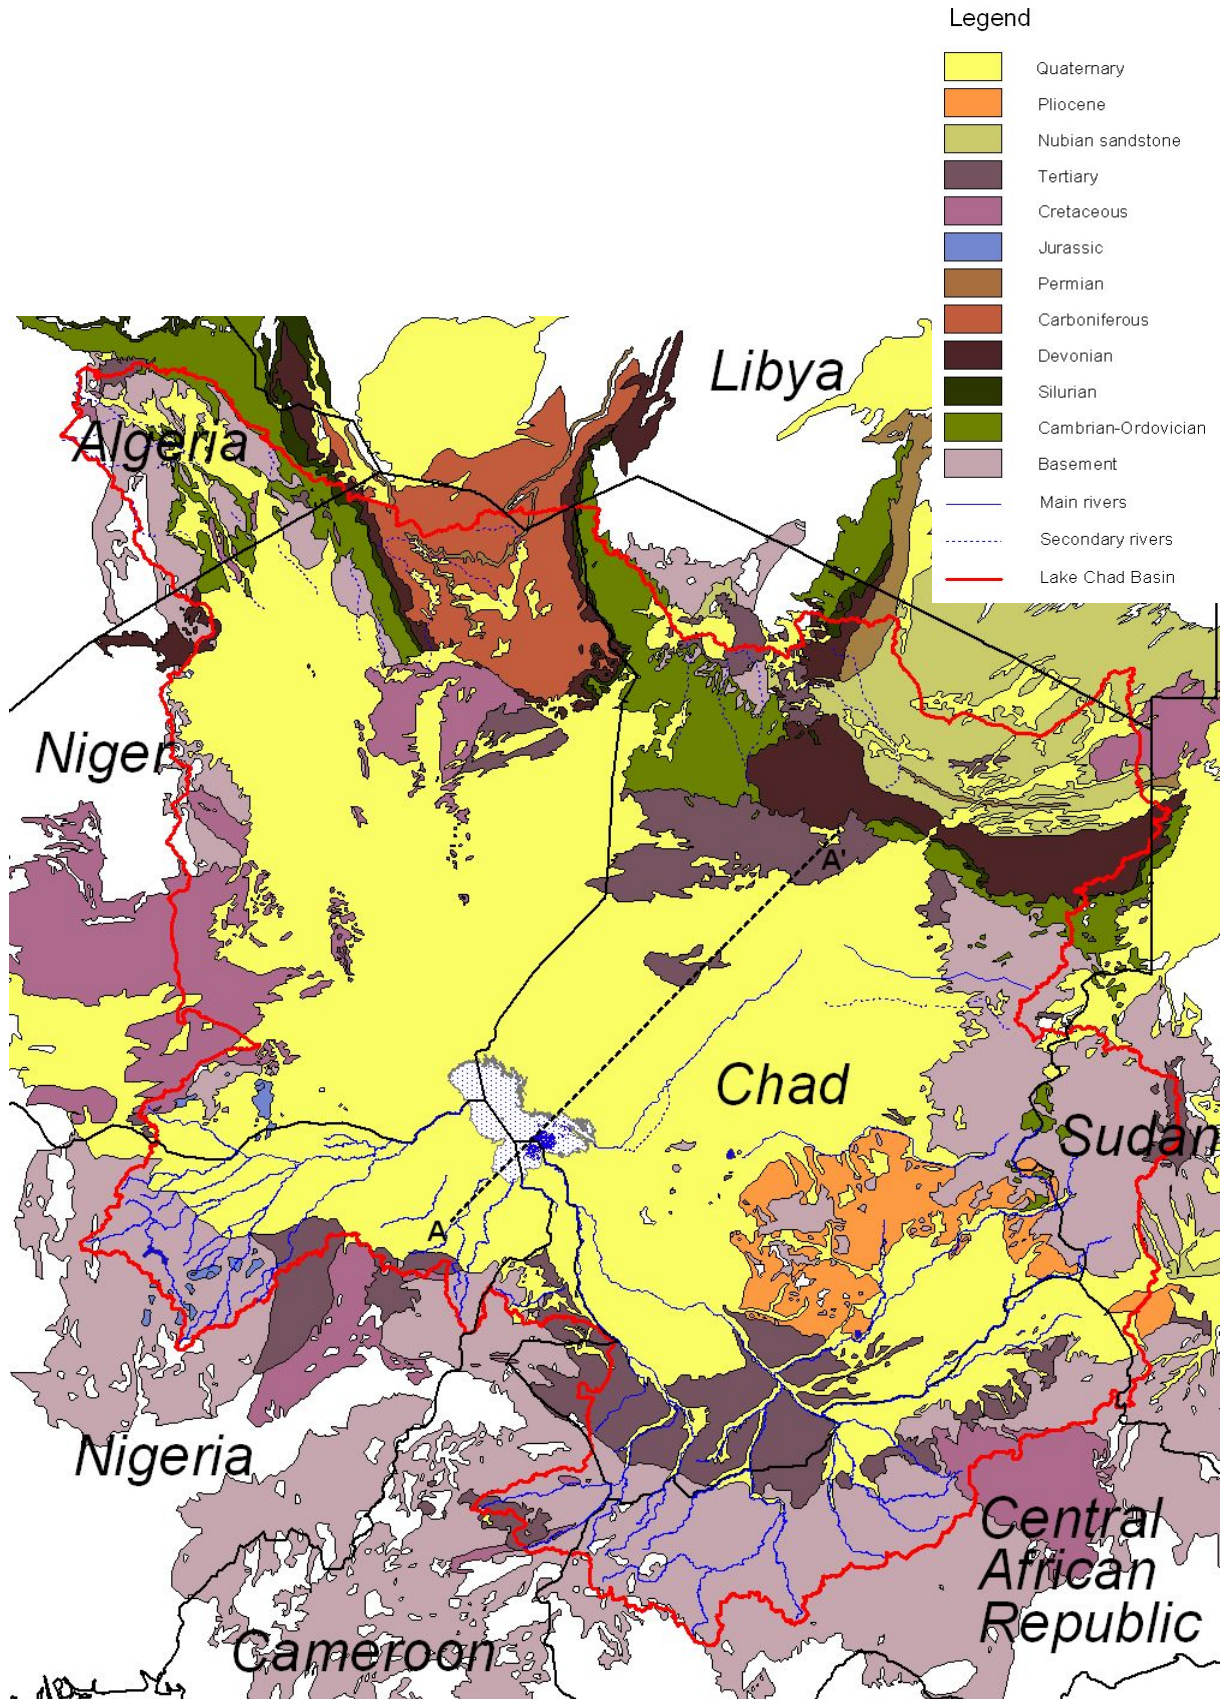 Legend
Quaternary
Pliocene
Nubian sandstone
Tertiary
Cretaceous
Jurassic
Permian
Carboniferous
Devonian
Silurian
Cambrian-Ordovician
Basement
Main rivers
Secondary rivers
Lake Chad Basin
Libya
Algeria
Niger
A'
Chad
Sudan
A
Nigeria
Central
African
Republic
Cameroon